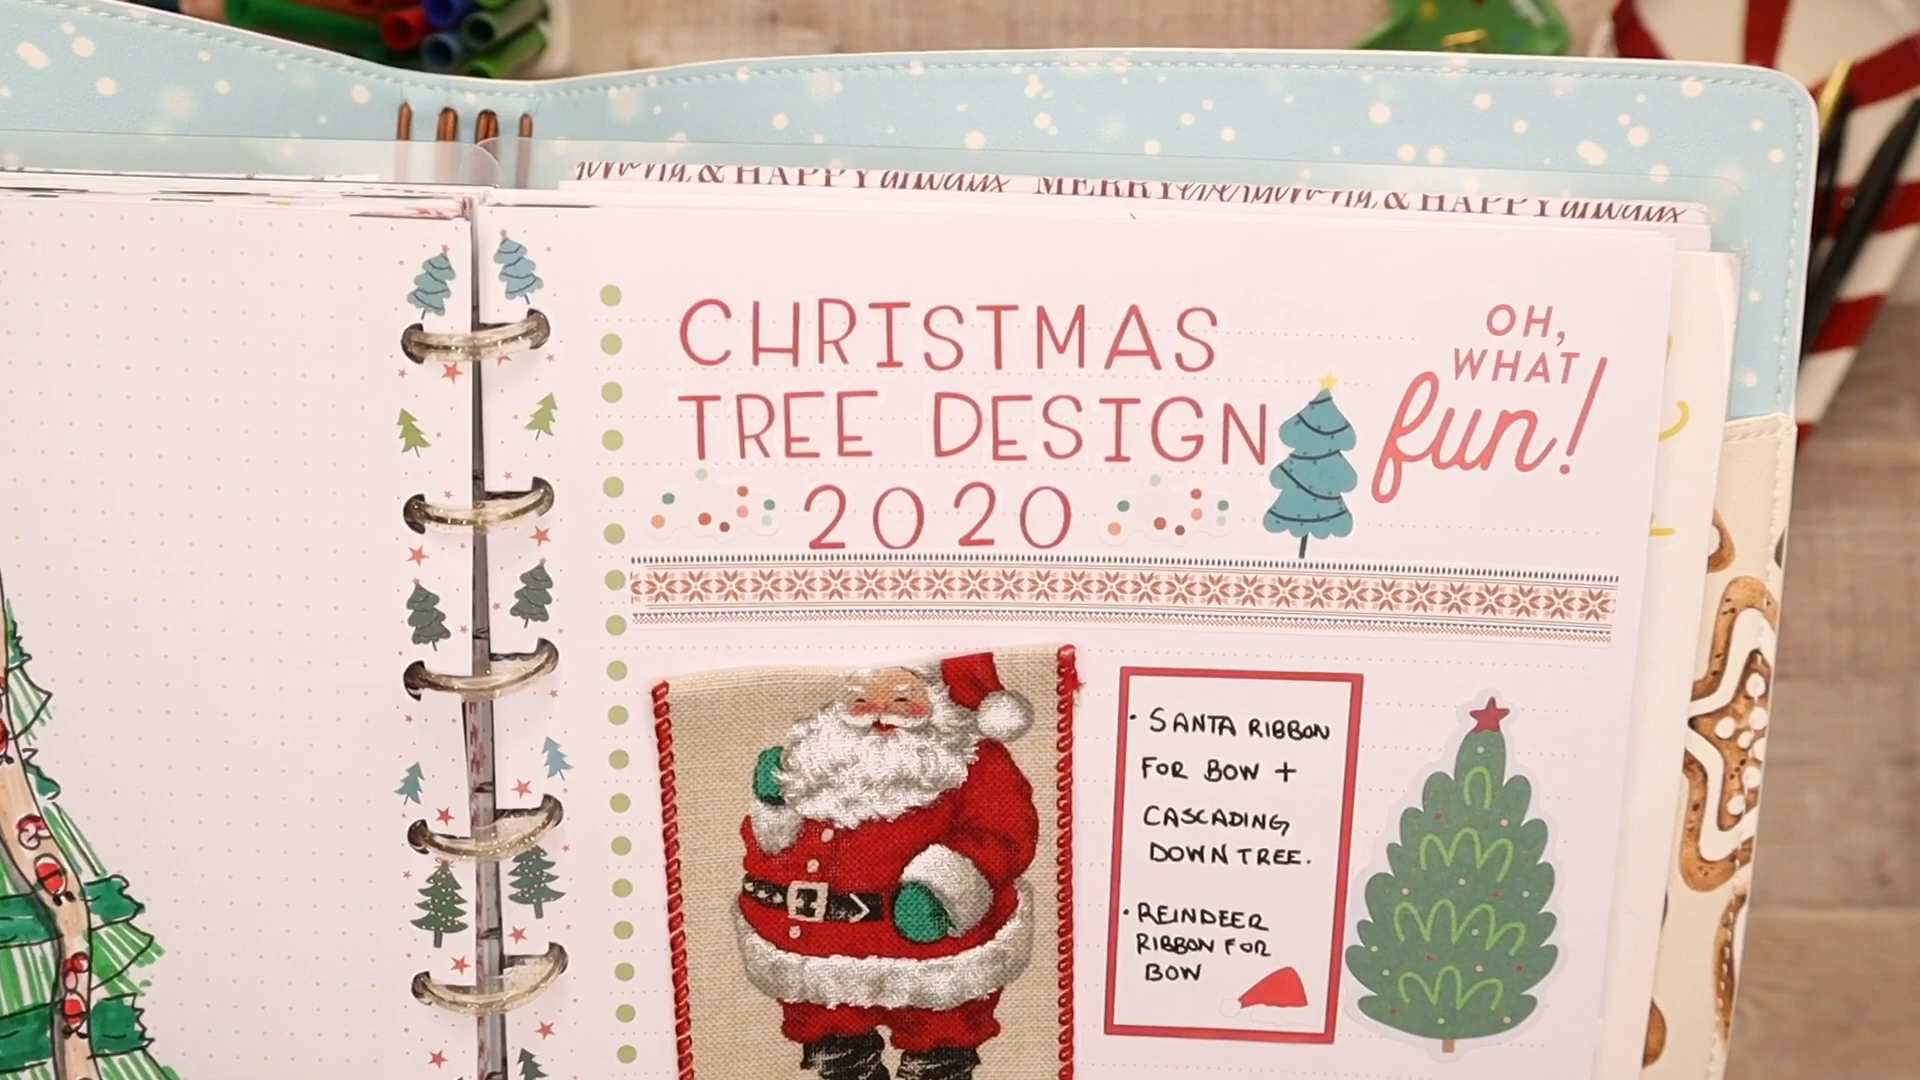 & HAPPY always MERRY everything & HAPPY always
CHRISTMAS
TREE DESIGN
2020
OH,
WHAT
fun!
• SANTA RIBBON
FOR BOW +
CASCADING
DOWN TREE.
• REINDEER
RIBBON FOR
BOW